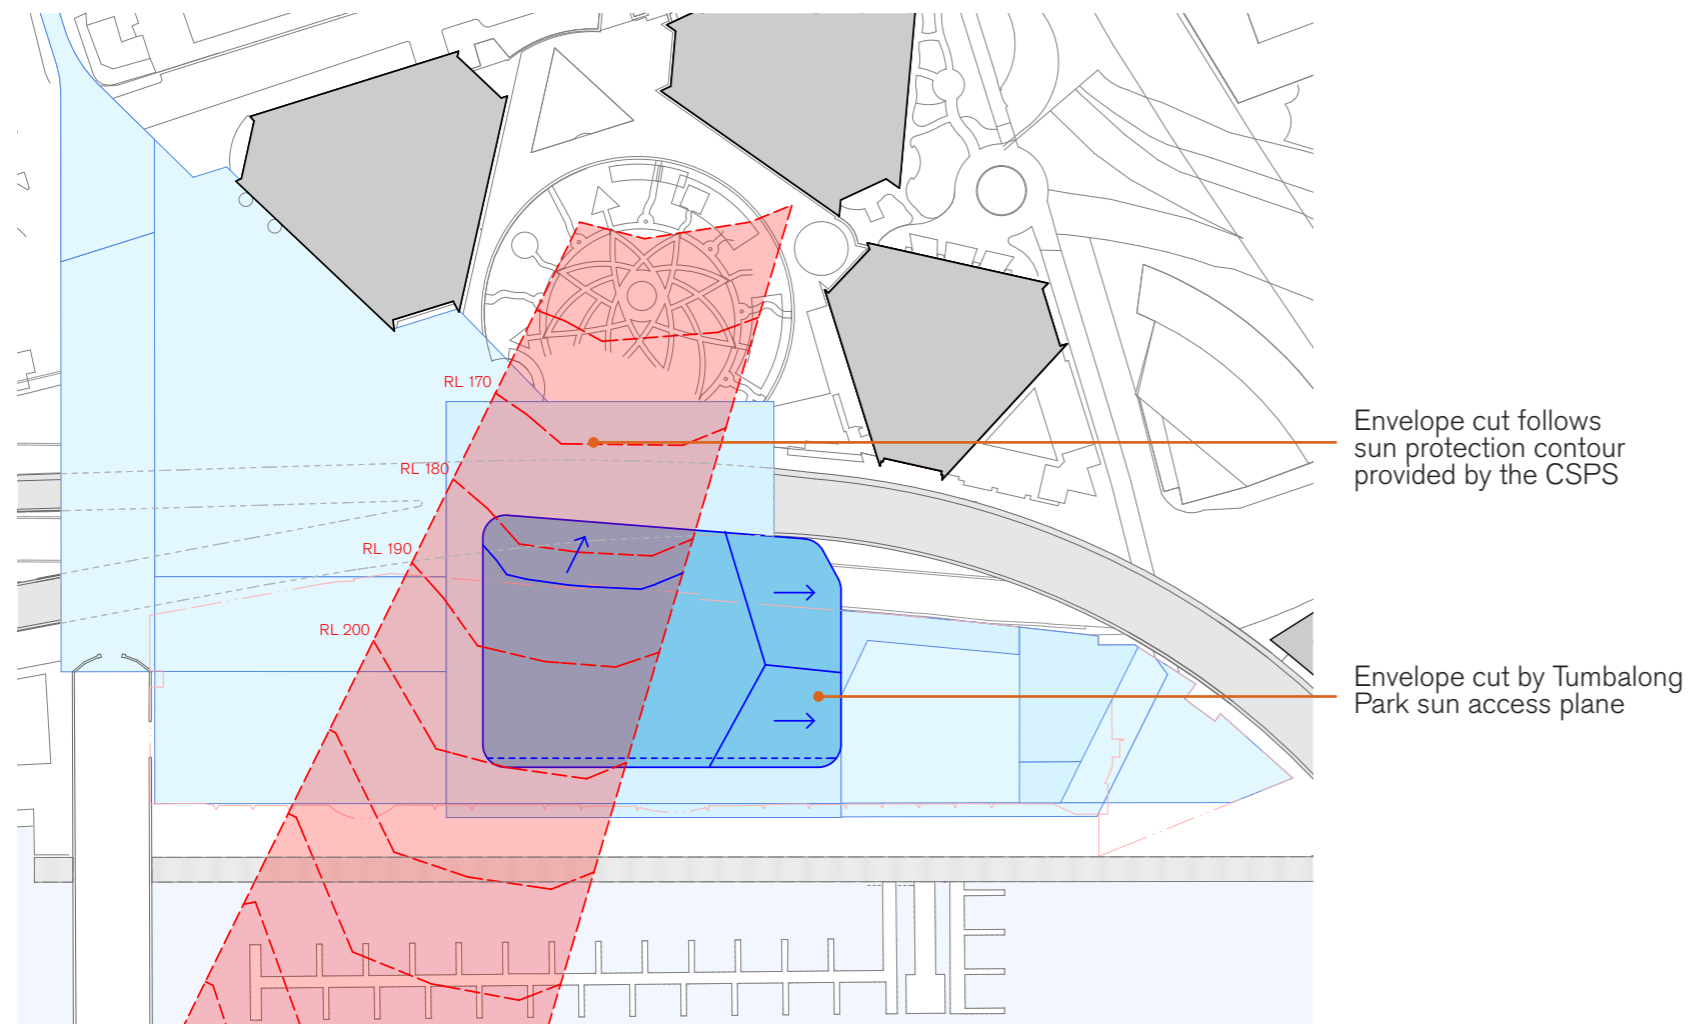 RL 170
RL 180
RL 190
RL 200
Envelope cut follows
sun protection contour
provided by the CSPS
Envelope cut by Tumbalong
Park sun access plane